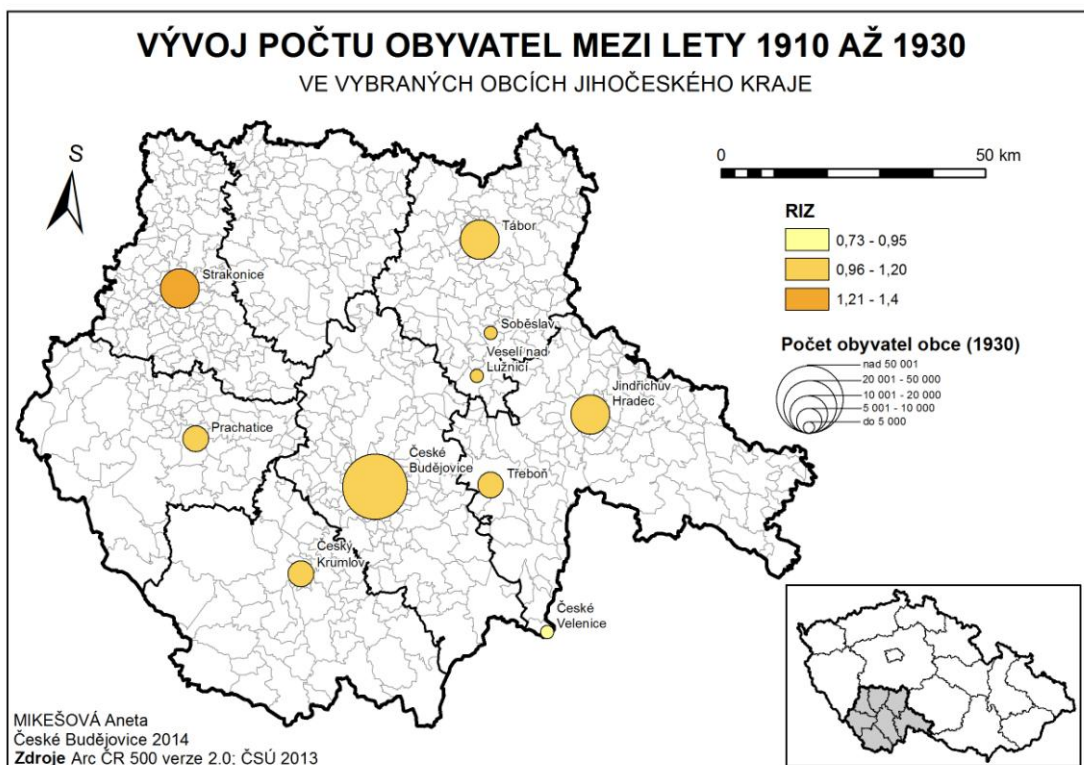 VÝVOJ POČTU OBYVATEL MEZI LETY 1910 AŽ 1930
VE VYBRANÝCH OBCÍCH JIHOČESKÉHO KRAJE
S
0 50 km
RIZ
0,73 - 0,95
0,96 - 1,20
1,21 - 1,4
Počet obyvatel obce (1930)
nad 50 001
20 001 - 50 000
10 001 - 20 000
5 001 - 10 000
do 5 000
Tábor
Strakonice
Soběslav
Veselí nad
Lužnicí
Jindřichův
Hradec
Prachatice
České
Budějovice
Třeboň
Český
Krumlov
České
Velenice
MIKEŠOVÁ Aneta
České Budějovice 2014
Zdroje Arc ČR 500 verze 2.0; ČSÚ 2013